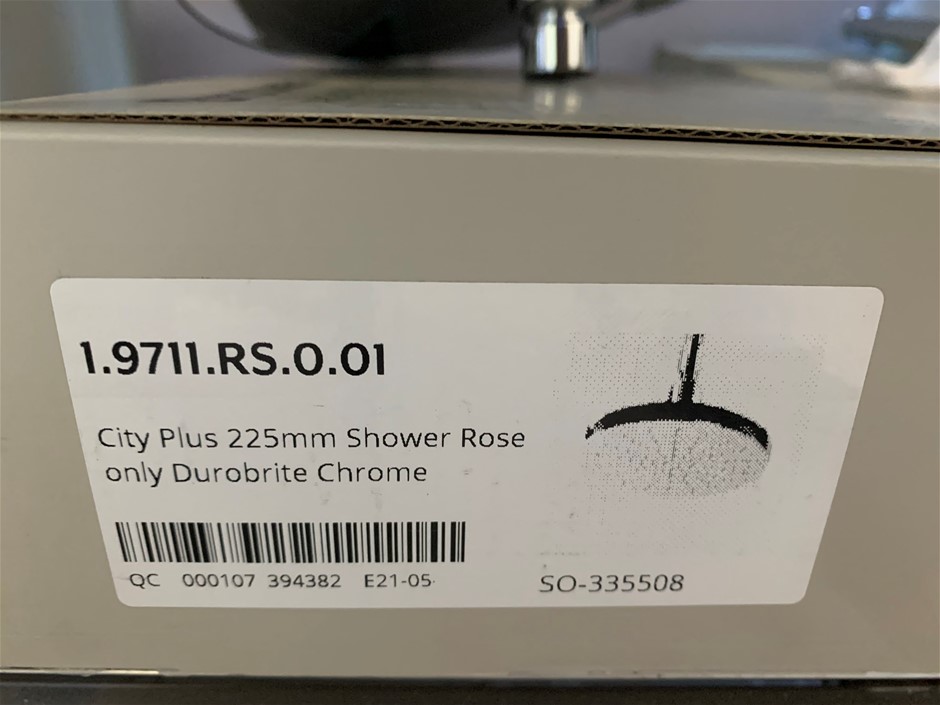 1.9711.RS.0.01
City Plus 225mm Shower Rose
only Durobrite Chrome
QC 000107 394382 E21-05
SO-335508